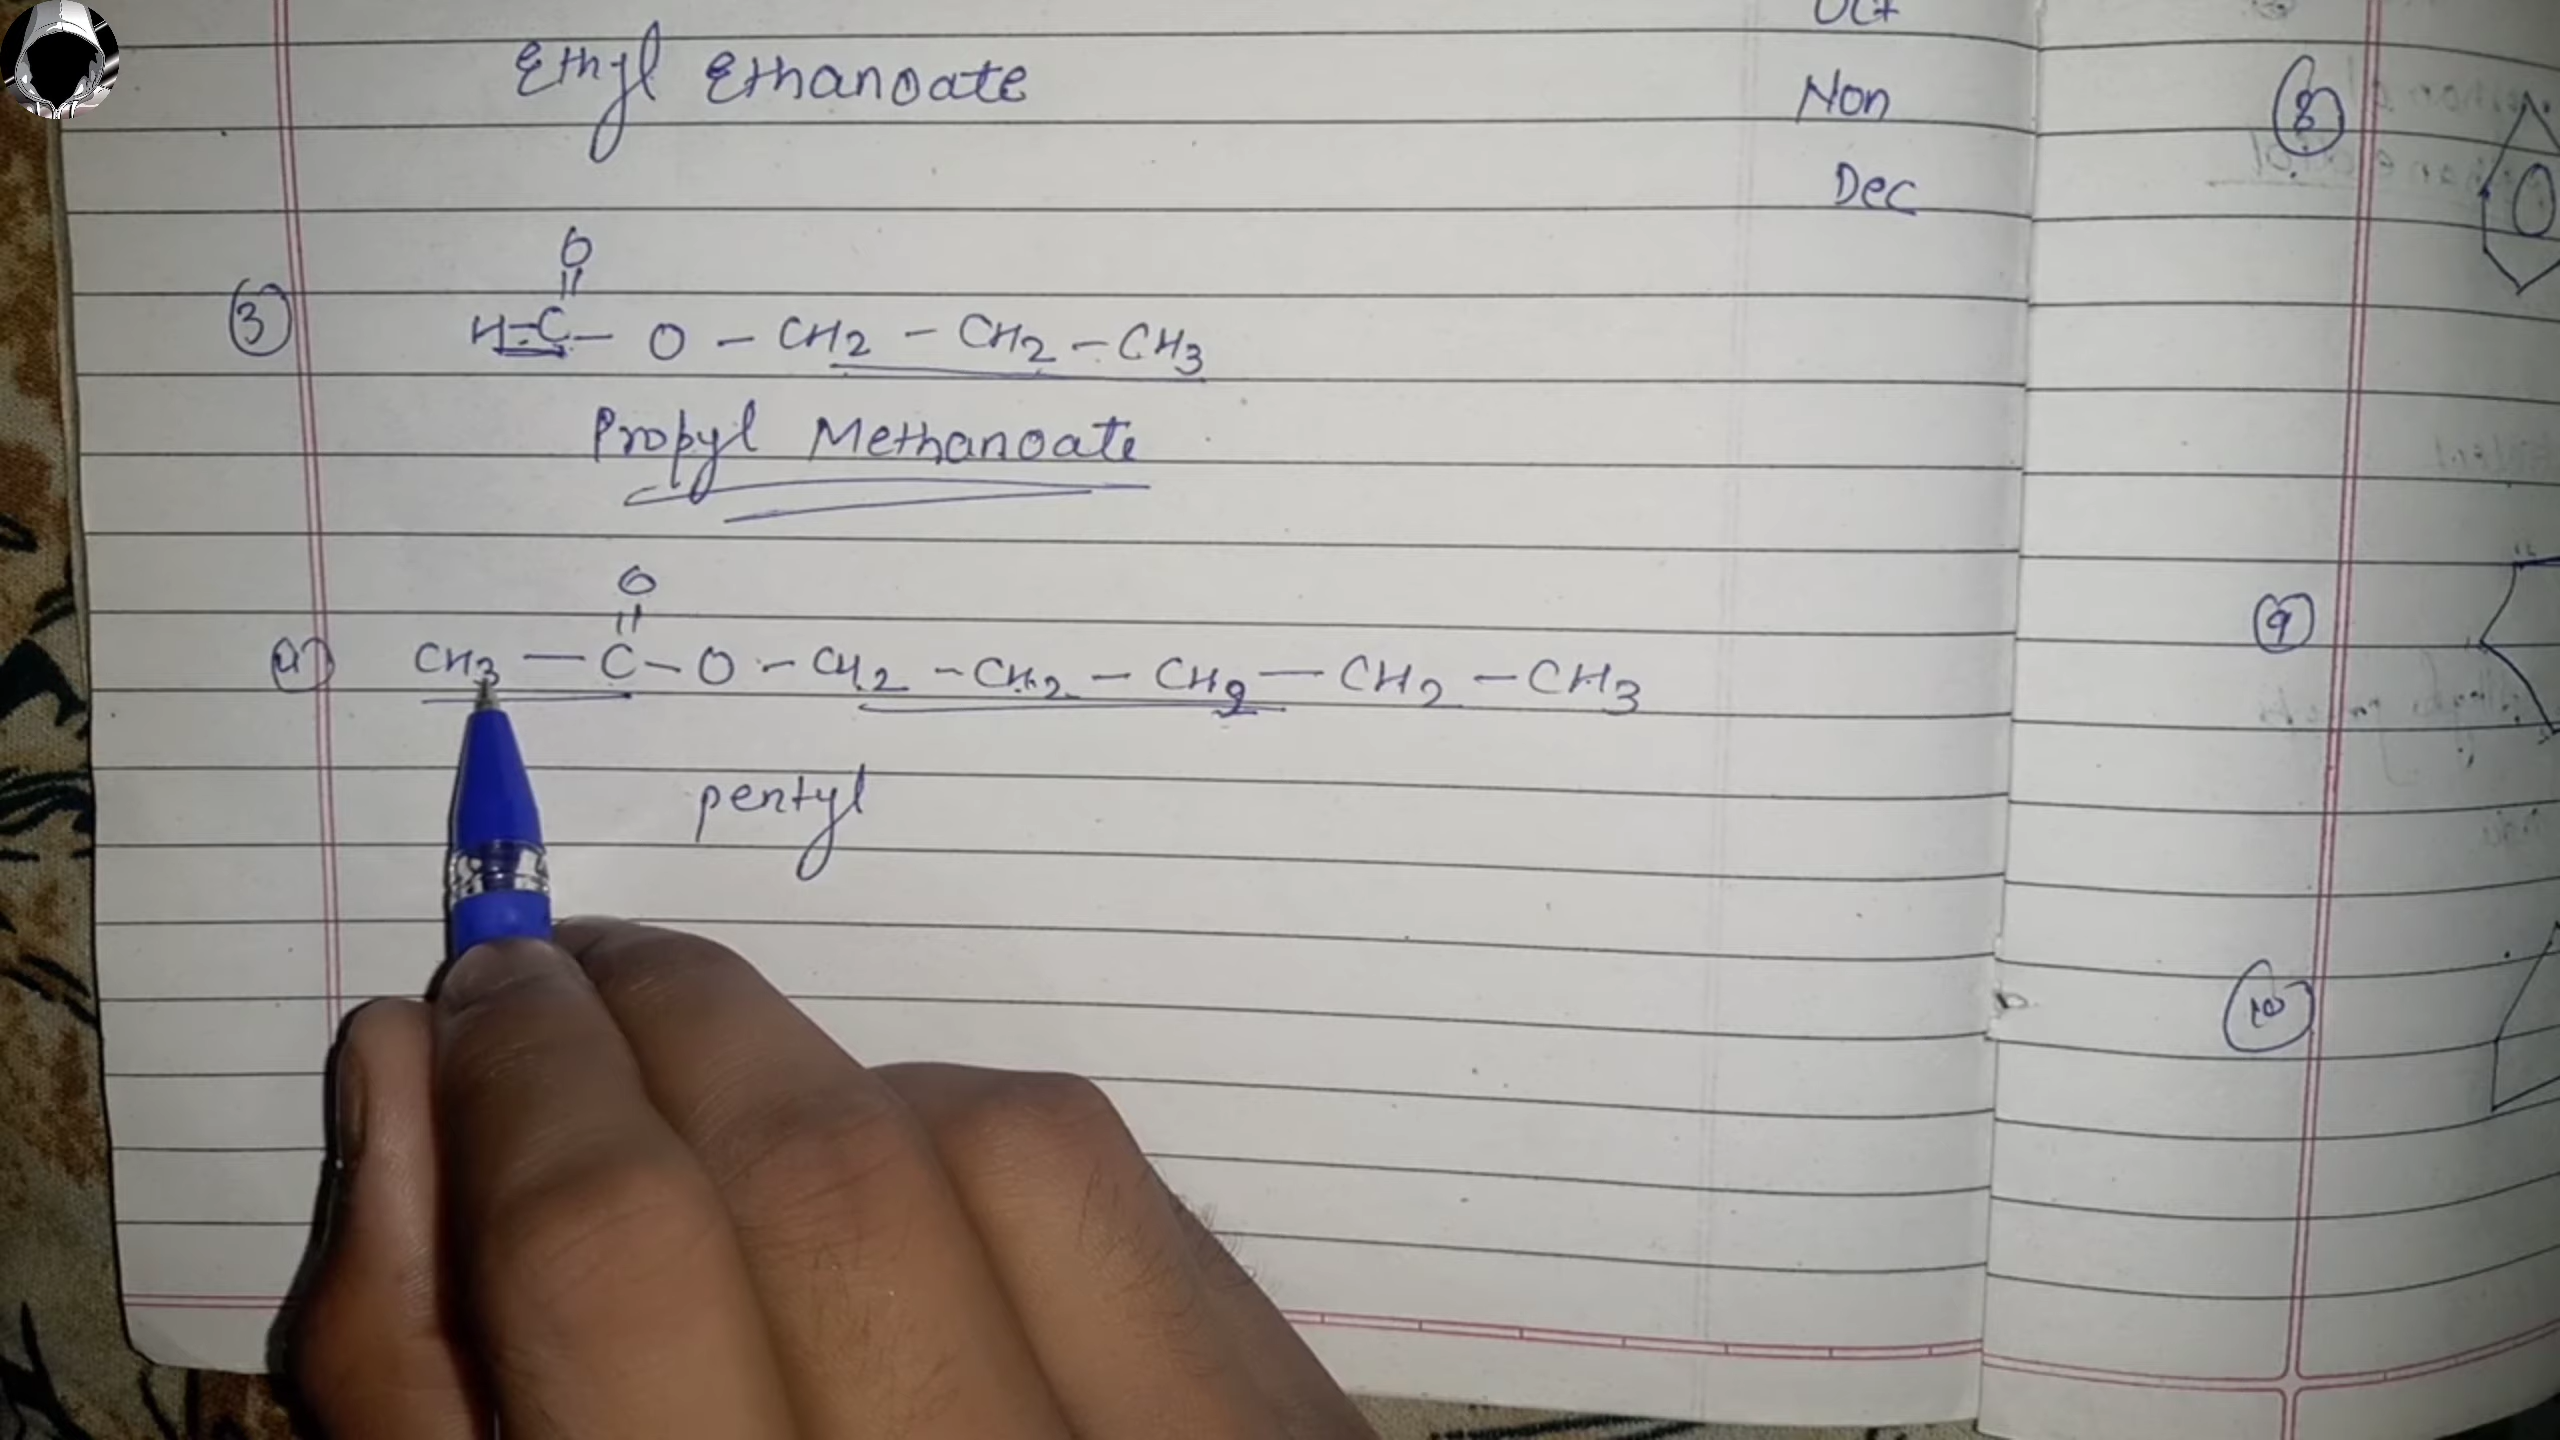 Oct
Ethyl Ethanoate
Non
Dec
O
||
③ H-C-O-CH2-CH2-CH3
Propyl Methanoate
O
||
④ CH3-C-O-CH2-CH2-CH2-CH2-CH3
pentyl
⑧
⑨
⑩